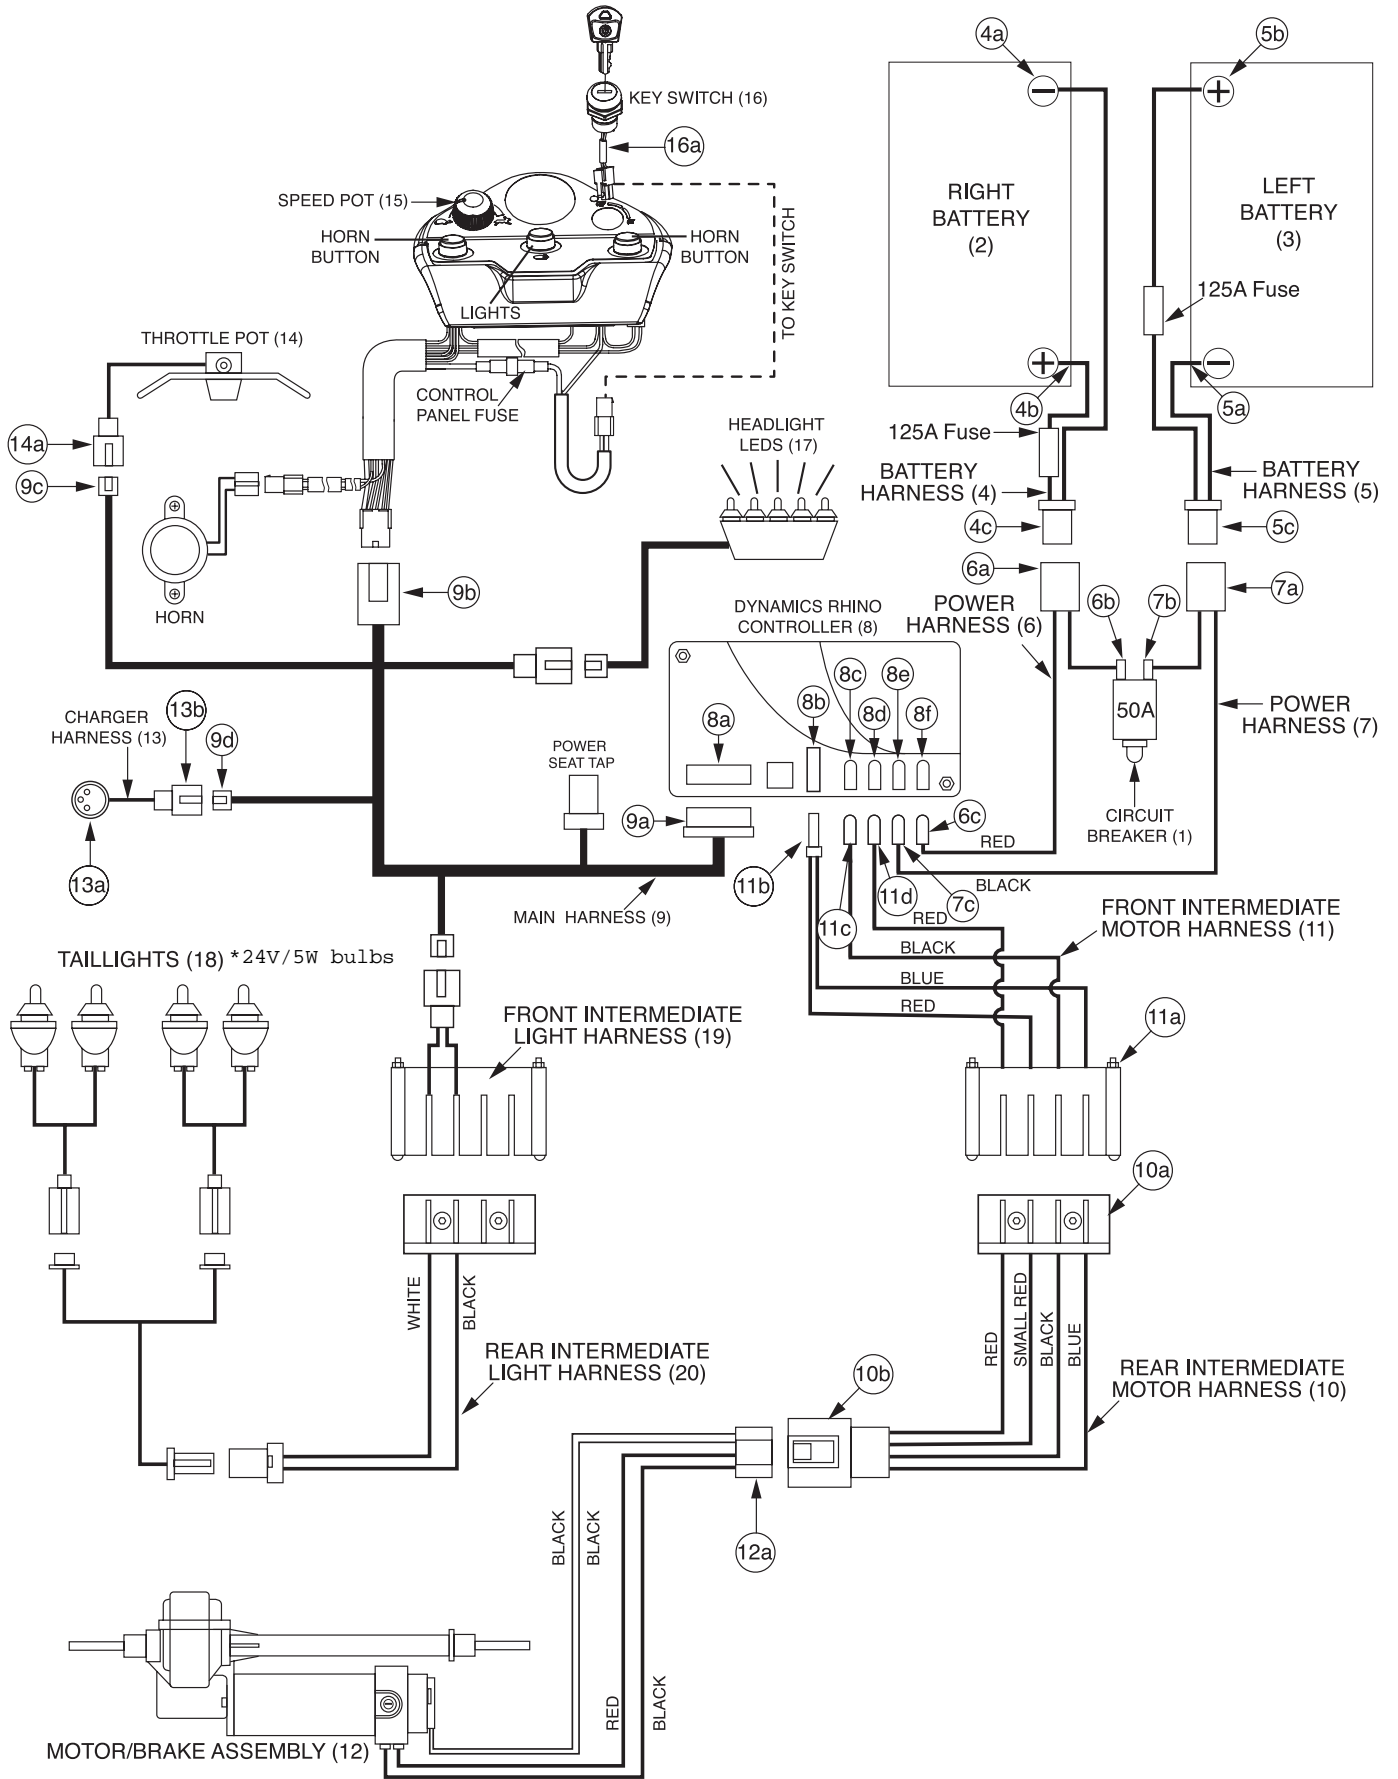 4a
5b
KEY SWITCH (16)
16a
SPEED POT (15)
HORN
BUTTON
HORN
BUTTON
LIGHTS
TO KEY SWITCH
RIGHT
BATTERY
(2)
LEFT
BATTERY
(3)
125A Fuse
THROTTLE POT (14)
CONTROL
PANEL FUSE
4b
5a
14a
9c
HEADLIGHT
LEDS (17)
125A Fuse
BATTERY
HARNESS (4)
BATTERY
HARNESS (5)
4c
5c
HORN
9b
6a
7a
6b
7b
DYNAMICS RHINO
CONTROLLER (8)
POWER
HARNESS (6)
8a
8b
8c
8d
8e
8f
50A
POWER
HARNESS (7)
CHARGER
HARNESS (13)
13b
9d
13a
POWER
SEAT TAP
9a
6c
RED
CIRCUIT
BREAKER (1)
11b
11c
11d
7c
BLACK
MAIN HARNESS (9)
RED
BLACK
BLUE
RED
FRONT INTERMEDIATE
MOTOR HARNESS (11)
TAILLIGHTS (18) *24V/5W bulbs
FRONT INTERMEDIATE
LIGHT HARNESS (19)
11a
10a
WHITE
BLACK
RED
SMALL RED
BLACK
BLUE
REAR INTERMEDIATE
LIGHT HARNESS (20)
10b
REAR INTERMEDIATE
MOTOR HARNESS (10)
BLACK
BLACK
12a
RED
BLACK
MOTOR/BRAKE ASSEMBLY (12)